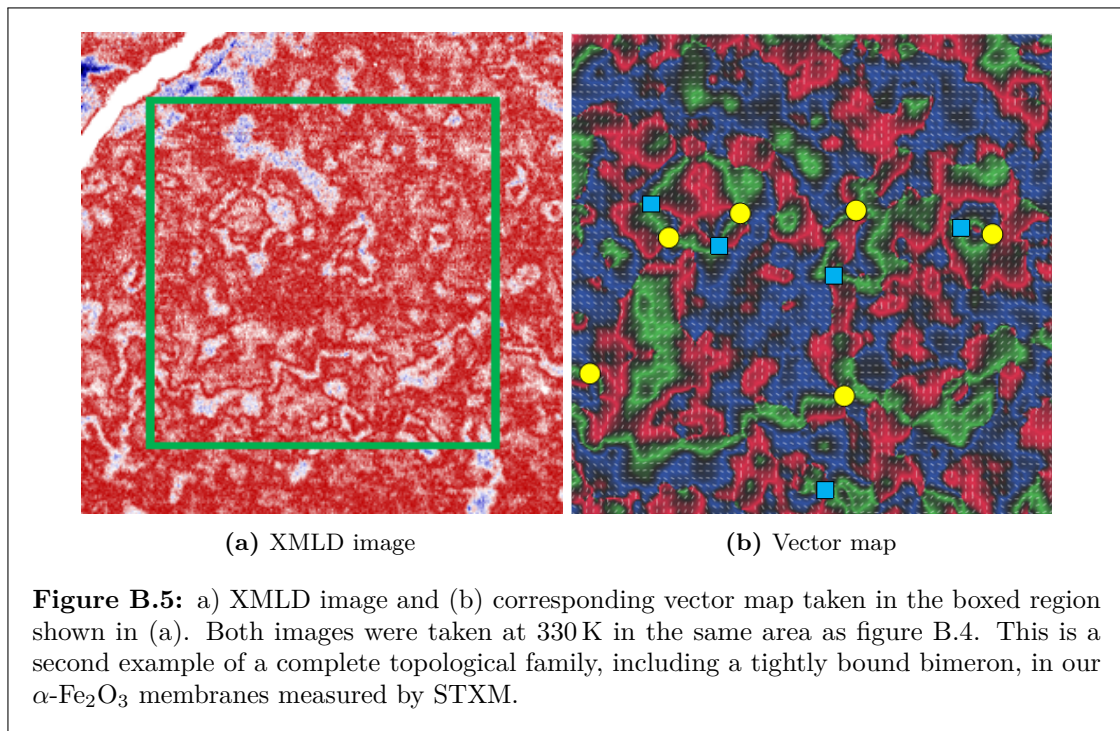 (a) XMLD image
(b) Vector map
Figure B.5: a) XMLD image and (b) corresponding vector map taken in the boxed region
shown in (a). Both images were taken at 330 K in the same area as figure B.4. This is a
second example of a complete topological family, including a tightly bound bimeron, in our
α-Fe₂O₃ membranes measured by STXM.